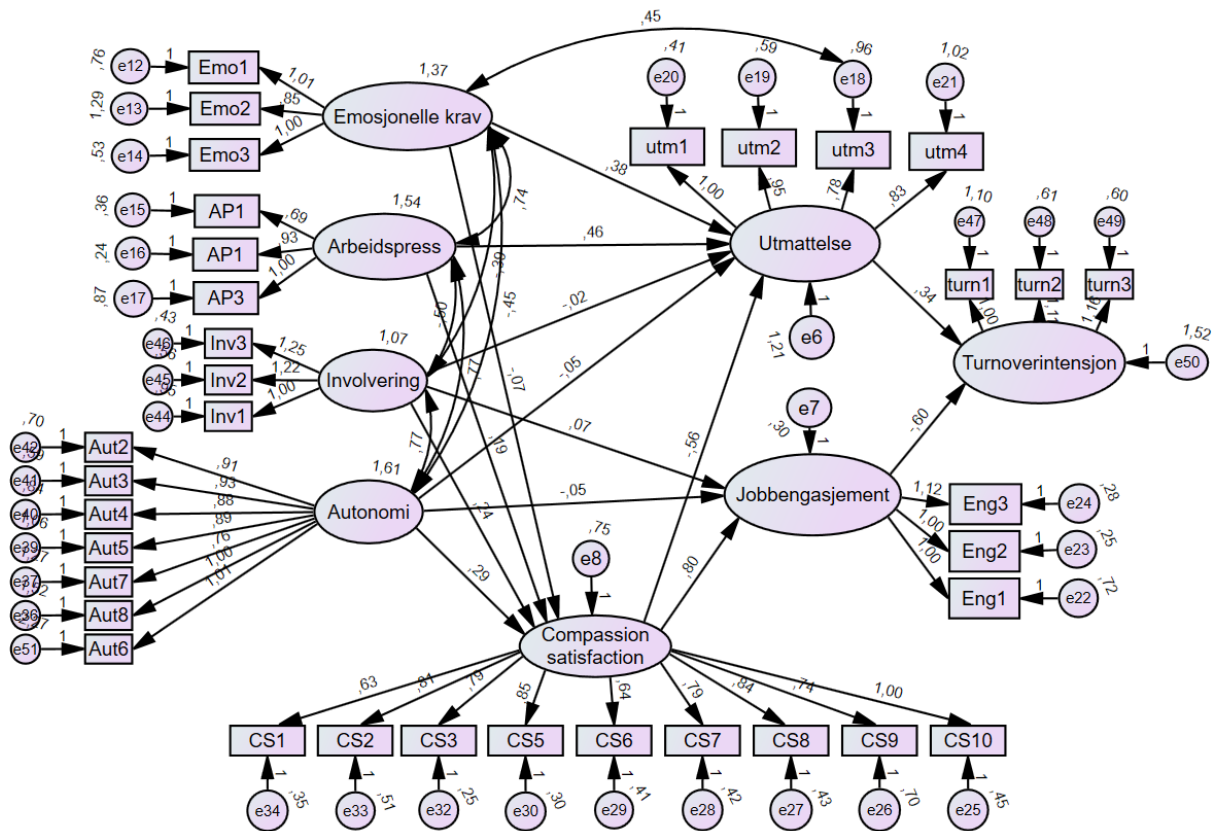 ,45
,76
e12
1
Emo1
1,01
1,37
1,29
e13
1
Emo2
,85
Emosjonelle krav
,53
e14
1
Emo3
1,00
,41
e20
1
utm1
1,00
,59
e19
1
utm2
,95
,96
e18
1
utm3
,78
1,02
e21
1
utm4
,83
,38
,74
,36
e15
1
AP1
,69
1,54
,24
e16
1
AP1
,93
Arbeidspress
,87
e17
1
AP3
1,00
,46
Utmattelse
1
e6
1,21
,34
1,10
e47
1
turn1
1,00
,61
e48
1
turn2
1,11
,60
e49
1
turn3
1,16
Turnoverintensjon
1
e50
1,52
-,39
-,45
-,50
,77
-,07
-,02
-,05
,43
e46
1
Inv3
1,25
1,07
e45
1
Inv2
1,22
Involvering
e44
1
Inv1
1,00
,77
,19
,24
,07
-,56
e7
,30
1
-,60
Jobbengasjement
,70
e42
1
Aut2
,91
1,61
e41
1
Aut3
,93
e40
1
Aut4
,88
Autonomi
-,05
e39
1
Aut5
,89
e37
1
Aut7
,76
e36
1
Aut8
1,00
e51
1
Aut6
1,01
1,12
Eng3
1
e24
,28
1,00
Eng2
1
e23
,25
1,00
Eng1
1
e22
,72
,29
,75
e8
1
,80
Compassion
satisfaction
,63
,81
,79
,85
,64
,79
,84
,74
1,00
CS1
CS2
CS3
CS5
CS6
CS7
CS8
CS9
CS10
1
1
1
1
1
1
1
1
1
e34
,35
e33
,51
e32
,25
e30
,30
e29
,41
e28
,42
e27
,43
e26
,70
e25
,45